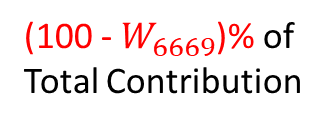 (100 - W₆₆₆₉)% of
Total Contribution